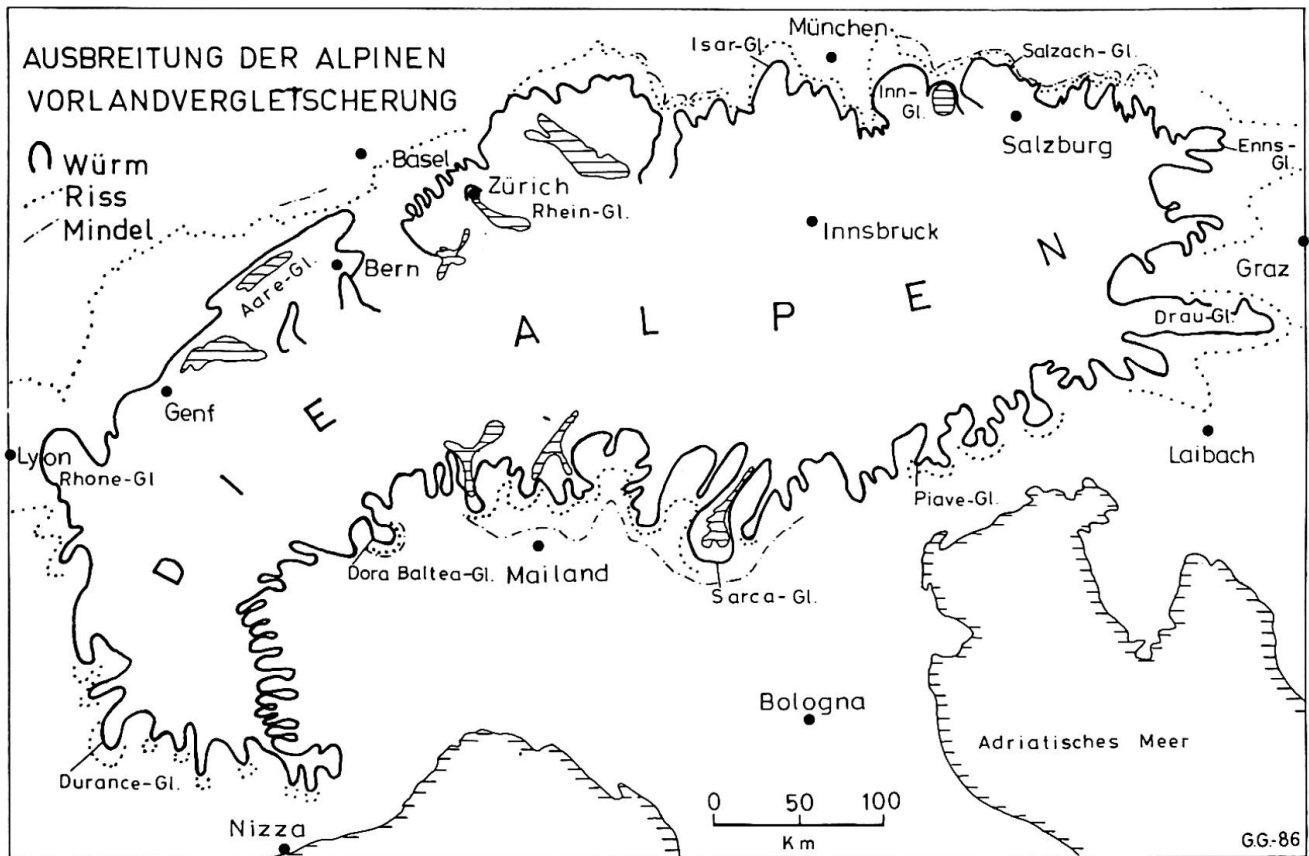 AUSBREITUNG DER ALPINEN
VORLANDVERGLETSCHERUNG
Würm
Riss
Mindel
München
Isar-Gl.
Salzach-Gl.
Inn-
Gl.
Salzburg
Enns-
Gl.
Basel
Zürich
Rhein-Gl.
Innsbruck
Graz
Bern
Aare-Gl.
Drau-Gl.
DIE ALPEN
Genf
Lyon
Rhone-Gl
Laibach
Piave-Gl.
Dora Baltea-Gl.
Mailand
Sarca-Gl.
Bologna
Adriatisches Meer
Durance-Gl.
Nizza
0 50 100
Km
G.G.-86